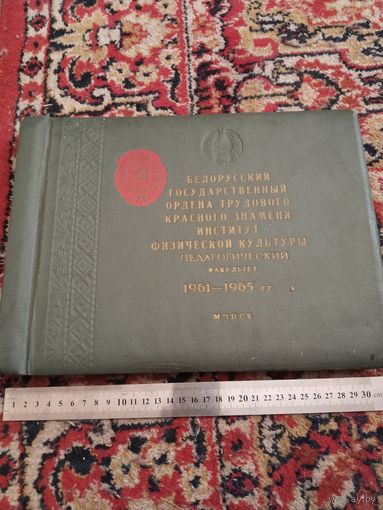 БЕЛОРУССКИЙ
ГОСУДАРСТВЕННЫЙ
ОРДЕНА ТРУДОВОГО
КРАСНОГО ЗНАМЕНИ
ИНСТИТУТ
ФИЗИЧЕСКОЙ КУЛЬТУРЫ
ПЕДАГОГИЧЕСКИЙ
ФАКУЛЬТЕТ
1961—1965 ГГ.
МИНСК
1 2 3 4 5 6 7 8 9 10 11 12 13 14 15 16 17 18 19 20 21 22 23 24 25 26 27 28 29 30 cm